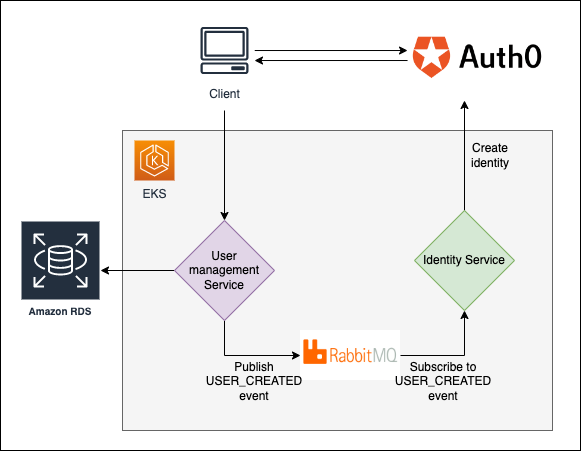 Auth0
Client
Create
identity
EKS
User
management
Service
Identity Service
Amazon RDS
RabbitMQ
Publish
USER_CREATED
event
Subscribe to
USER_CREATED
event